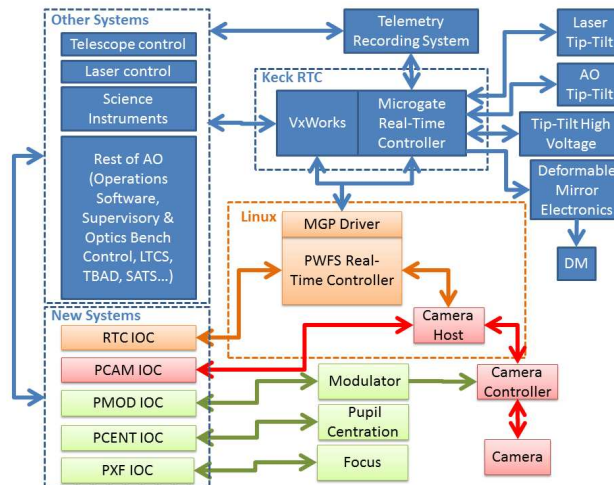 Other Systems
Telescope control
Laser control
Science
Instruments
Rest of AO
(Operations
Software,
Supervisory &
Optics Bench
Control, LTCS,
TBAD, SATS...)
Telemetry
Recording System
Keck RTC
VxWorks
Microgate
Real-Time
Controller
Laser
Tip-Tilt
AO
Tip-Tilt
Tip-Tilt High
Voltage
Deformable
Mirror
Electronics
DM
Linux
MGP Driver
PWFS Real-
Time Controller
Camera
Host
New Systems
RTC IOC
PCAM IOC
PMOD IOC
PCENT IOC
PXF IOC
Modulator
Pupil
Centration
Focus
Camera
Controller
Camera